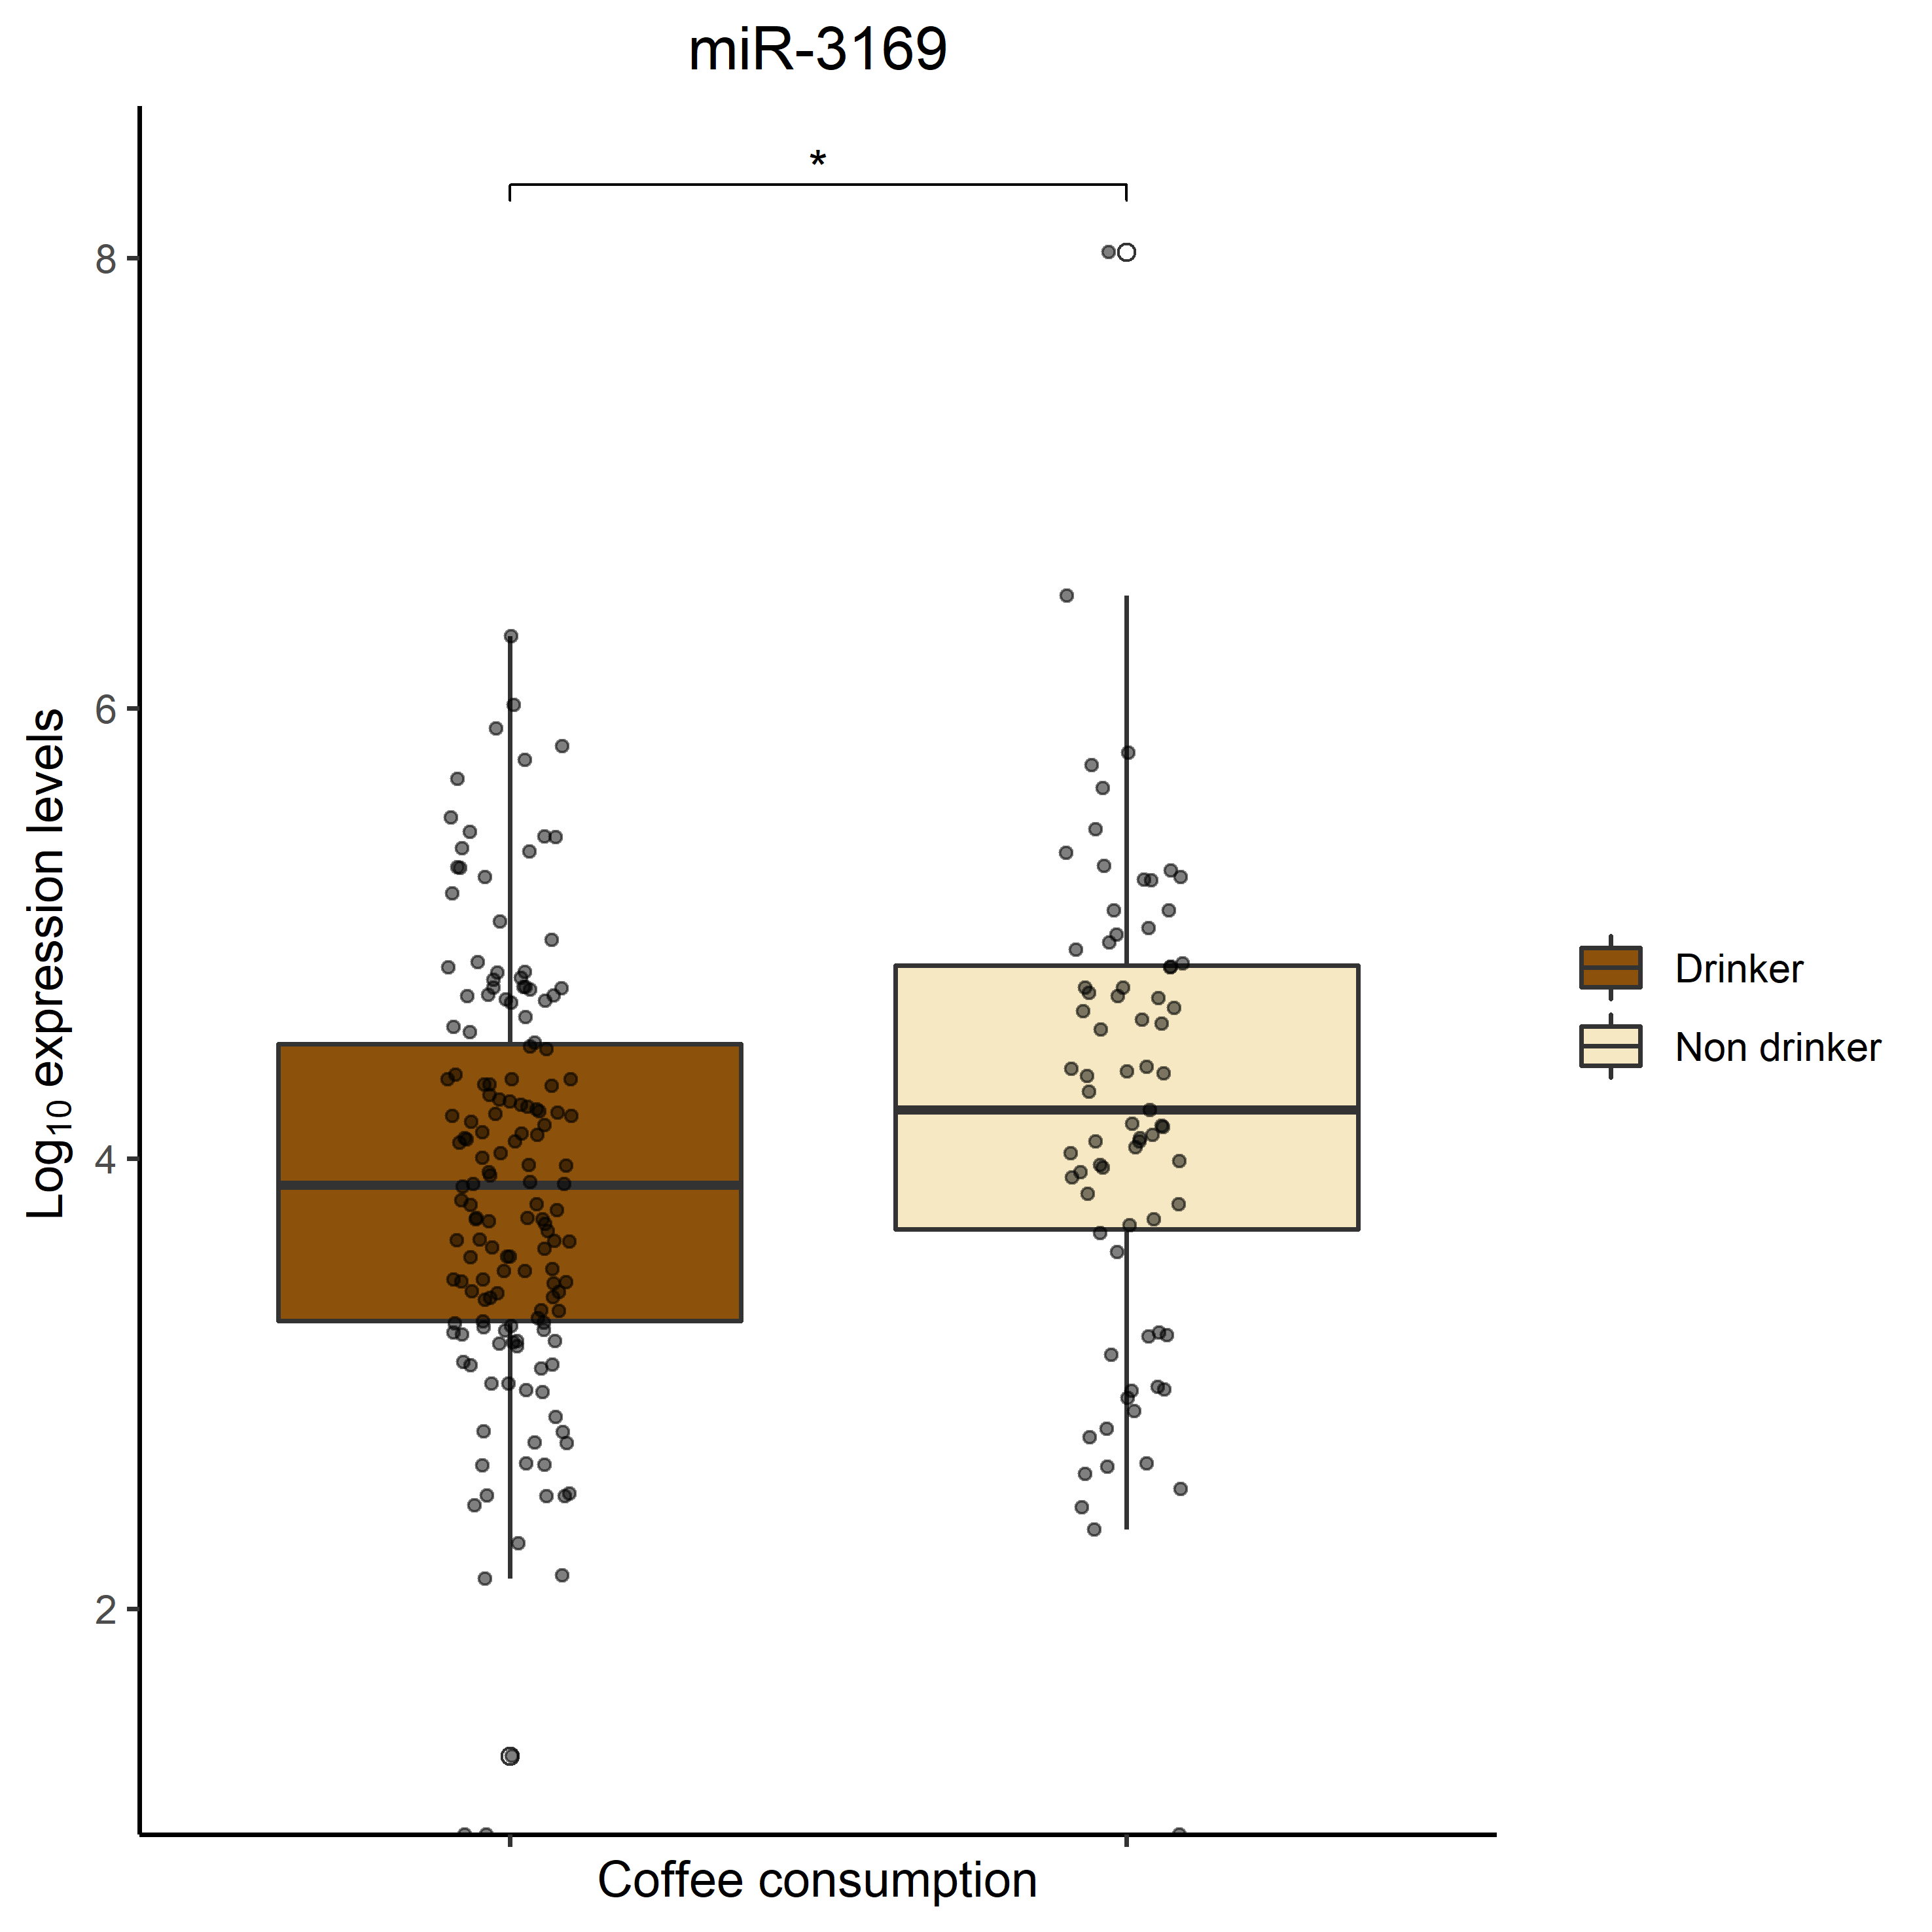 miR-3169
*
8
6
4
2
Log₁₀ expression levels
Coffee consumption
Drinker
Non drinker